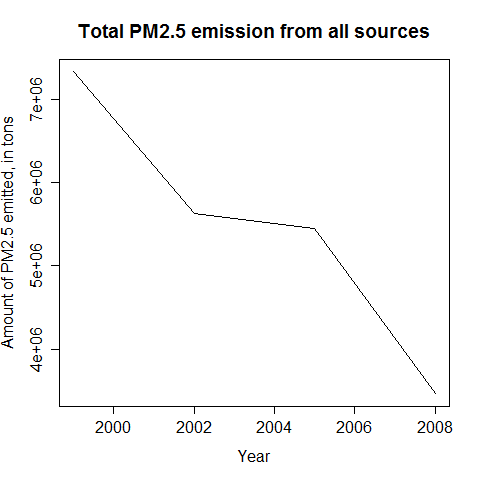 Total PM2.5 emission from all sources
Amount of PM2.5 emitted, in tons
7e+06
6e+06
5e+06
4e+06
2000 2002 2004 2006 2008
Year